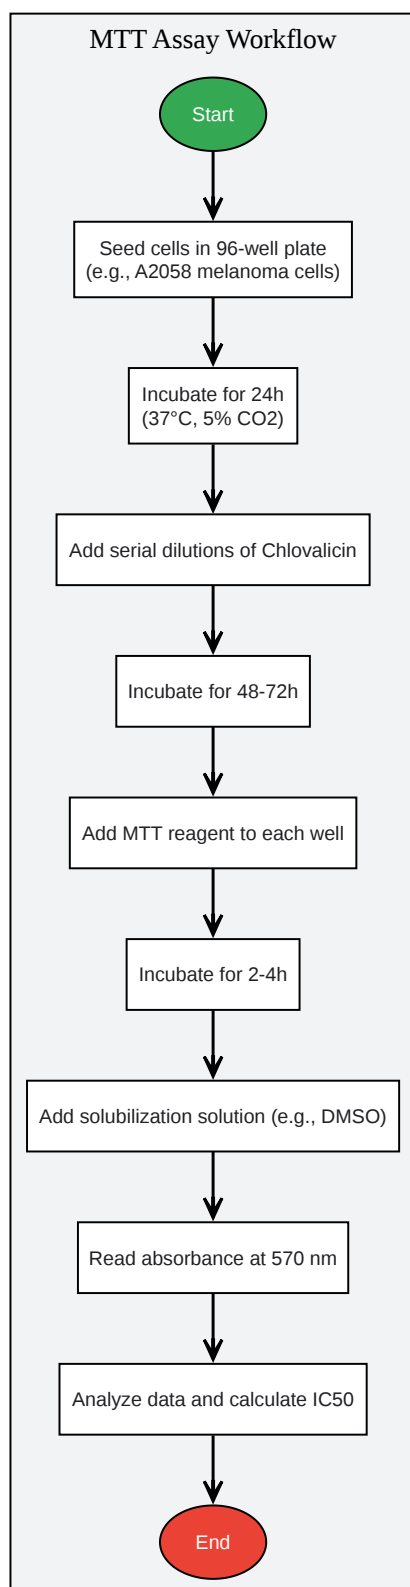 MTT Assay Workflow
Start
Seed cells in 96-well plate
(e.g., A2058 melanoma cells)
Incubate for 24h
(37°C, 5% CO2)
Add serial dilutions of Chlovalicin
Incubate for 48-72h
Add MTT reagent to each well
Incubate for 2-4h
Add solubilization solution (e.g., DMSO)
Read absorbance at 570 nm
Analyze data and calculate IC50
End